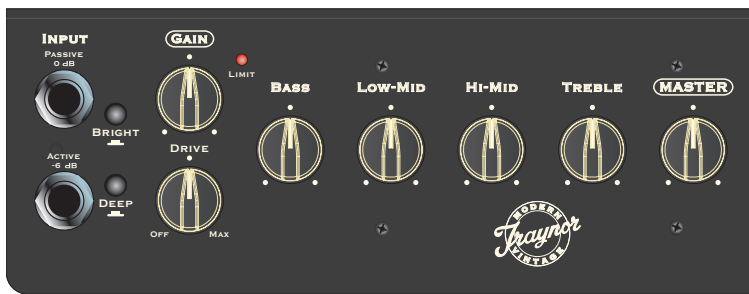 INPUT
PASSIVE
0 dB
BRIGHT
ACTIVE
-6 dB
DEEP
GAIN
LIMIT
DRIVE
OFF MAX
BASS
LOW-MID
HI-MID
TREBLE
MASTER
MODERN
Traynor
VINTAGE